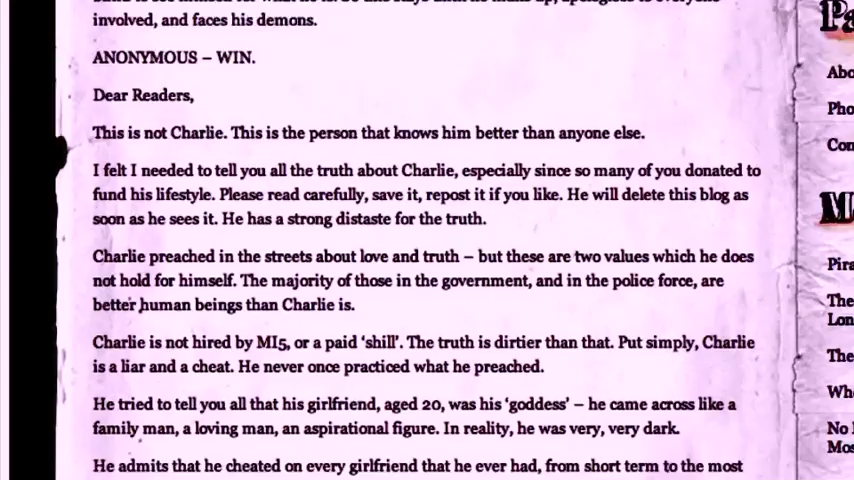 involved, and faces his demons.
ANONYMOUS – WIN.
Dear Readers,
This is not Charlie. This is the person that knows him better than anyone else.
I felt I needed to tell you all the truth about Charlie, especially since so many of you donated to
fund his lifestyle. Please read carefully, save it, repost it if you like. He will delete this blog as
soon as he sees it. He has a strong distaste for the truth.
Charlie preached in the streets about love and truth – but these are two values which he does
not hold for himself. The majority of those in the government, and in the police force, are
better human beings than Charlie is.
Charlie is not hired by MI5, or a paid ‘shill’. The truth is dirtier than that. Put simply, Charlie
is a liar and a cheat. He never once practiced what he preached.
He tried to tell you all that his girlfriend, aged 20, was his ‘goddess’ – he came across like a
family man, a loving man, an aspirational figure. In reality, he was very, very dark.
He admits that he cheated on every girlfriend that he ever had, from short term to the most
Pa
Abo
Pho
Con
M
Pira
The
Lon
The
Who
No
Mos